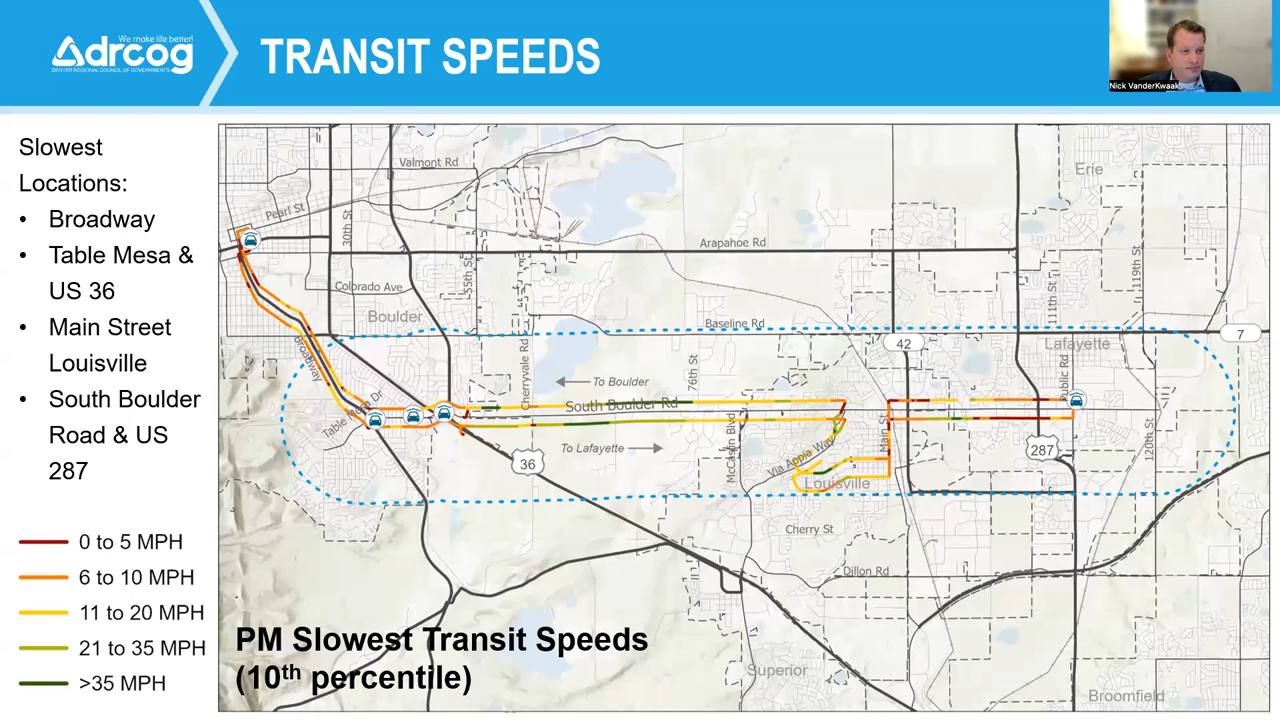 We make life better!
drcog
DENVER REGIONAL COUNCIL OF GOVERNMENTS
TRANSIT SPEEDS
Nick VanderKwaak
Slowest
Locations:
• Broadway
• Table Mesa &
US 36
• Main Street
Louisville
• South Boulder
Road & US
287
0 to 5 MPH
6 to 10 MPH
11 to 20 MPH
21 to 35 MPH
>35 MPH
Valmont Rd
Erie
Pearl St
30th St
Arapahoe Rd
55th St
119th St
Colorado Ave
111th St
Boulder
Baseline Rd
7
42
Lafayette
Broadway
Cherryvale Rd
76th St
Public Rd
To Boulder
Table Mesa Dr
South Boulder Rd
Main St
120th St
McCaslin Blvd
To Lafayette
Via Appia Way
287
36
Louisville
Cherry St
Dillon Rd
PM Slowest Transit Speeds
(10th percentile)
Superior
Broomfield